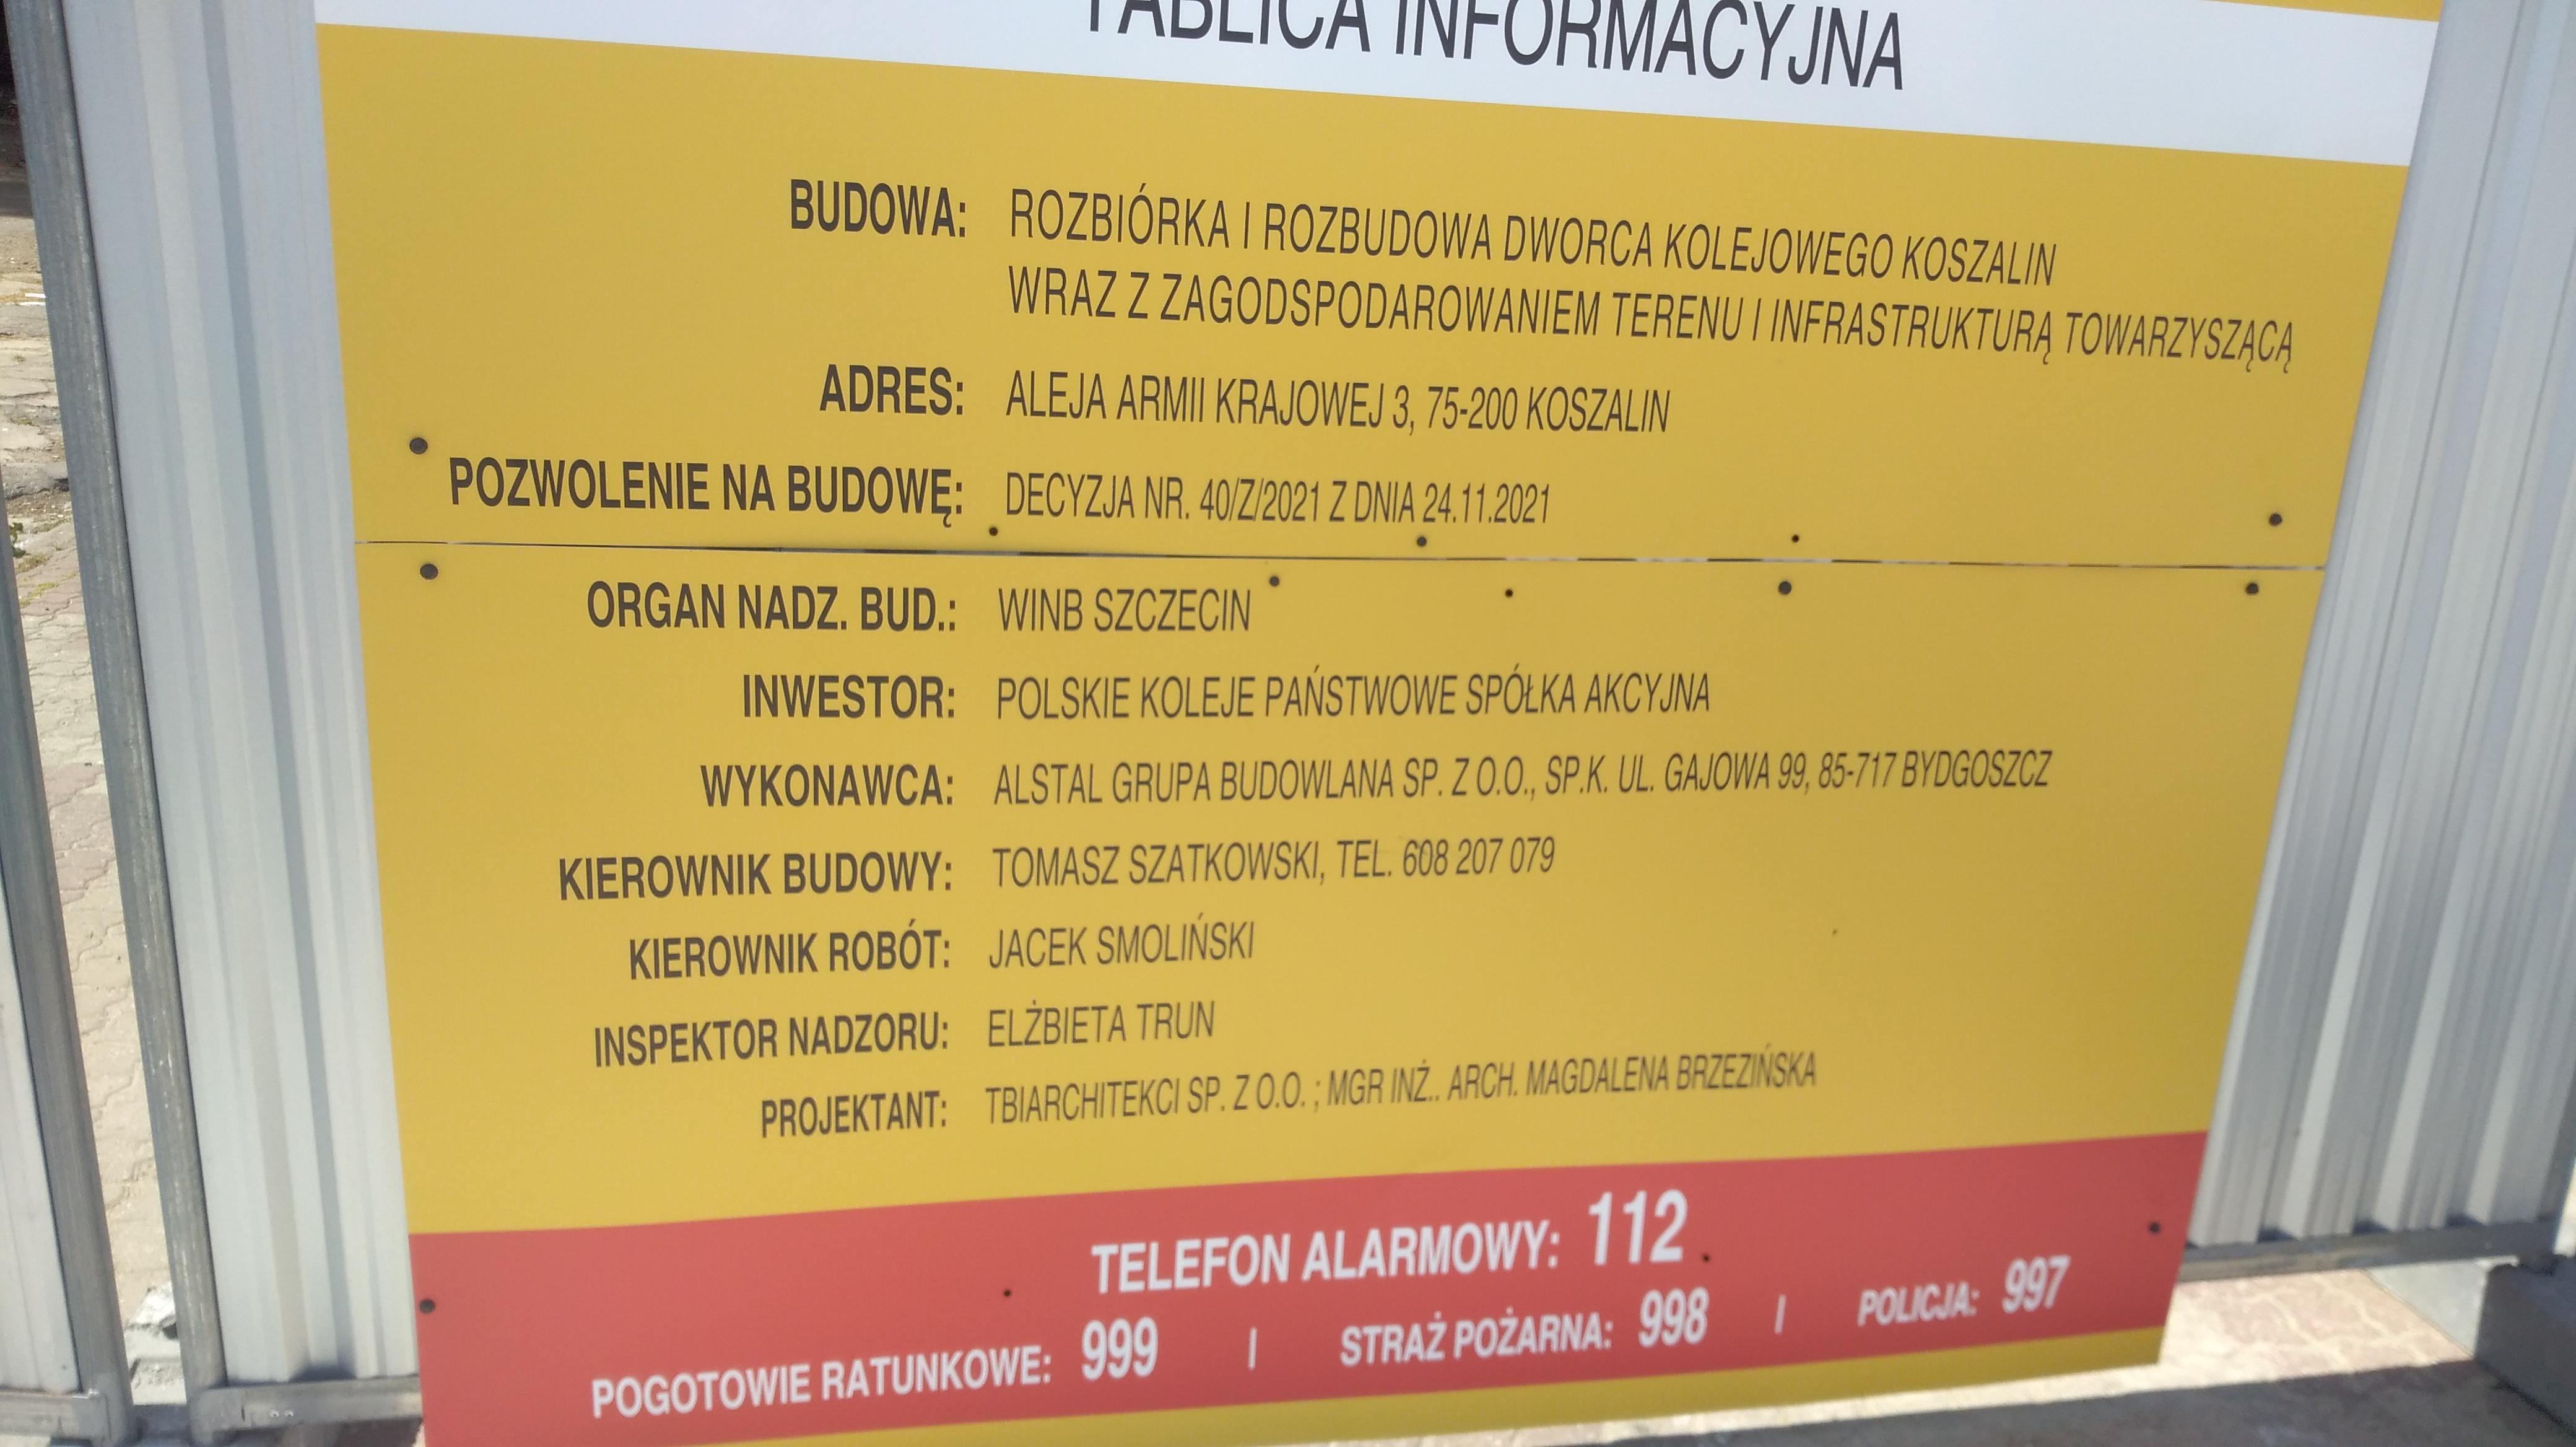 TABLICA INFORMACYJNA
BUDOWA: ROZBIÓRKA I ROZBUDOWA DWORCA KOLEJOWEGO KOSZALIN
WRAZ Z ZAGODSPODAROWANIEM TERENU I INFRASTRUKTURĄ TOWARZYSZĄCĄ
ADRES: ALEJA ARMII KRAJOWEJ 3, 75-200 KOSZALIN
POZWOLENIE NA BUDOWĘ: DECYZJA NR. 40/Z/2021 Z DNIA 24.11.2021
ORGAN NADZ. BUD.: WINB SZCZECIN
INWESTOR: POLSKIE KOLEJE PAŃSTWOWE SPÓŁKA AKCYJNA
WYKONAWCA: ALSTAL GRUPA BUDOWLANA SP. Z O.O., SP.K. UL. GAJOWA 99, 85-717 BYDGOSZCZ
KIEROWNIK BUDOWY: TOMASZ SZATKOWSKI, TEL. 608 207 079
KIEROWNIK ROBÓT: JACEK SMOLIŃSKI
INSPEKTOR NADZORU: ELŻBIETA TRUN
PROJEKTANT: TBIARCHITEKCI SP. Z O.O. ; MGR INŻ.. ARCH. MAGDALENA BRZEZIŃSKA
TELEFON ALARMOWY: 112
POGOTOWIE RATUNKOWE: 999 | STRAŻ POŻARNA: 998 | POLICJA: 997